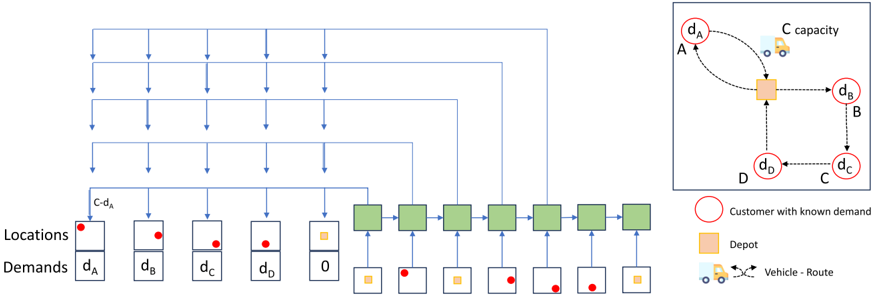 C-d_A
Locations
Demands d_A d_B d_C d_D 0
C capacity
d_A
A
d_B
B
d_D d_C
D C
Customer with known demand
Depot
Vehicle - Route